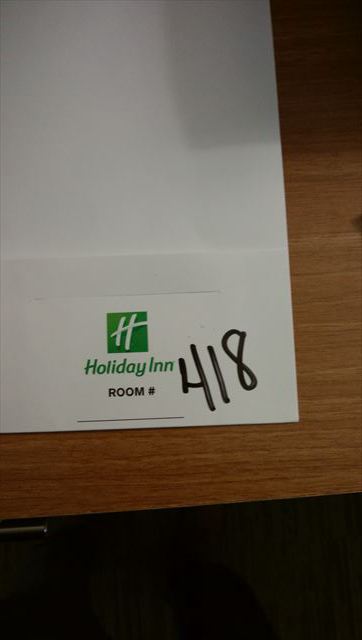 H
Holiday Inn
ROOM # 418